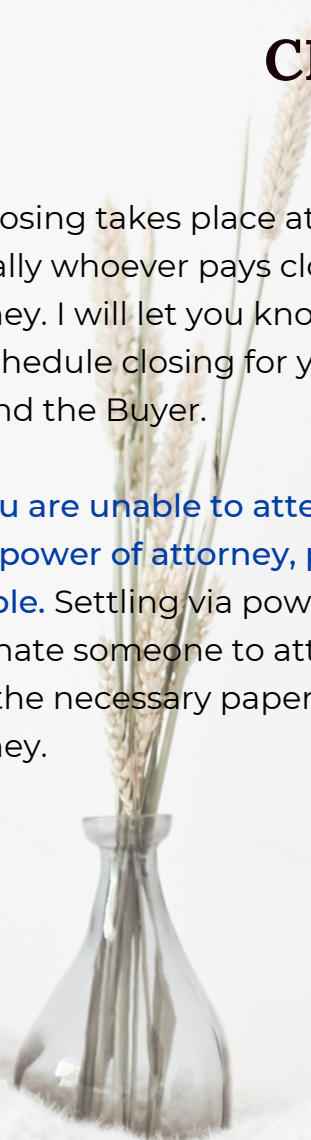 Cl
osing takes place at
ally whoever pays clo
ney. I will let you kno
hedule closing for y
nd the Buyer.
u are unable to atte
power of attorney, p
ble. Settling via pow
nate someone to att
the necessary paper
ney.